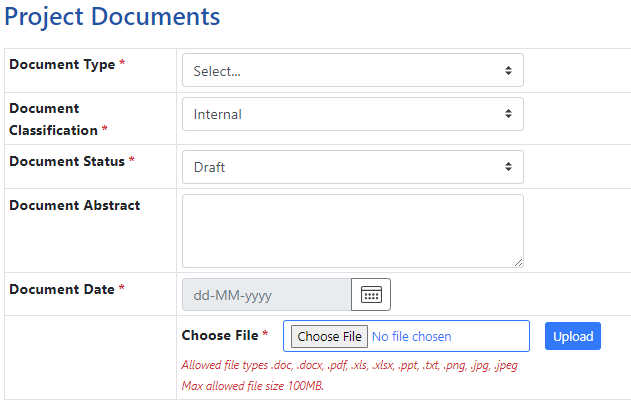 Project Documents
Document Type *
Select...
Document
Classification *
Internal
Document Status *
Draft
Document Abstract
Document Date *
dd-MM-yyyy
Choose File * Choose File No file chosen Upload
Allowed file types .doc, .docx, .pdf, .xls, .xlsx, .ppt, .txt, .png, .jpg, .jpeg
Max allowed file size 100MB.